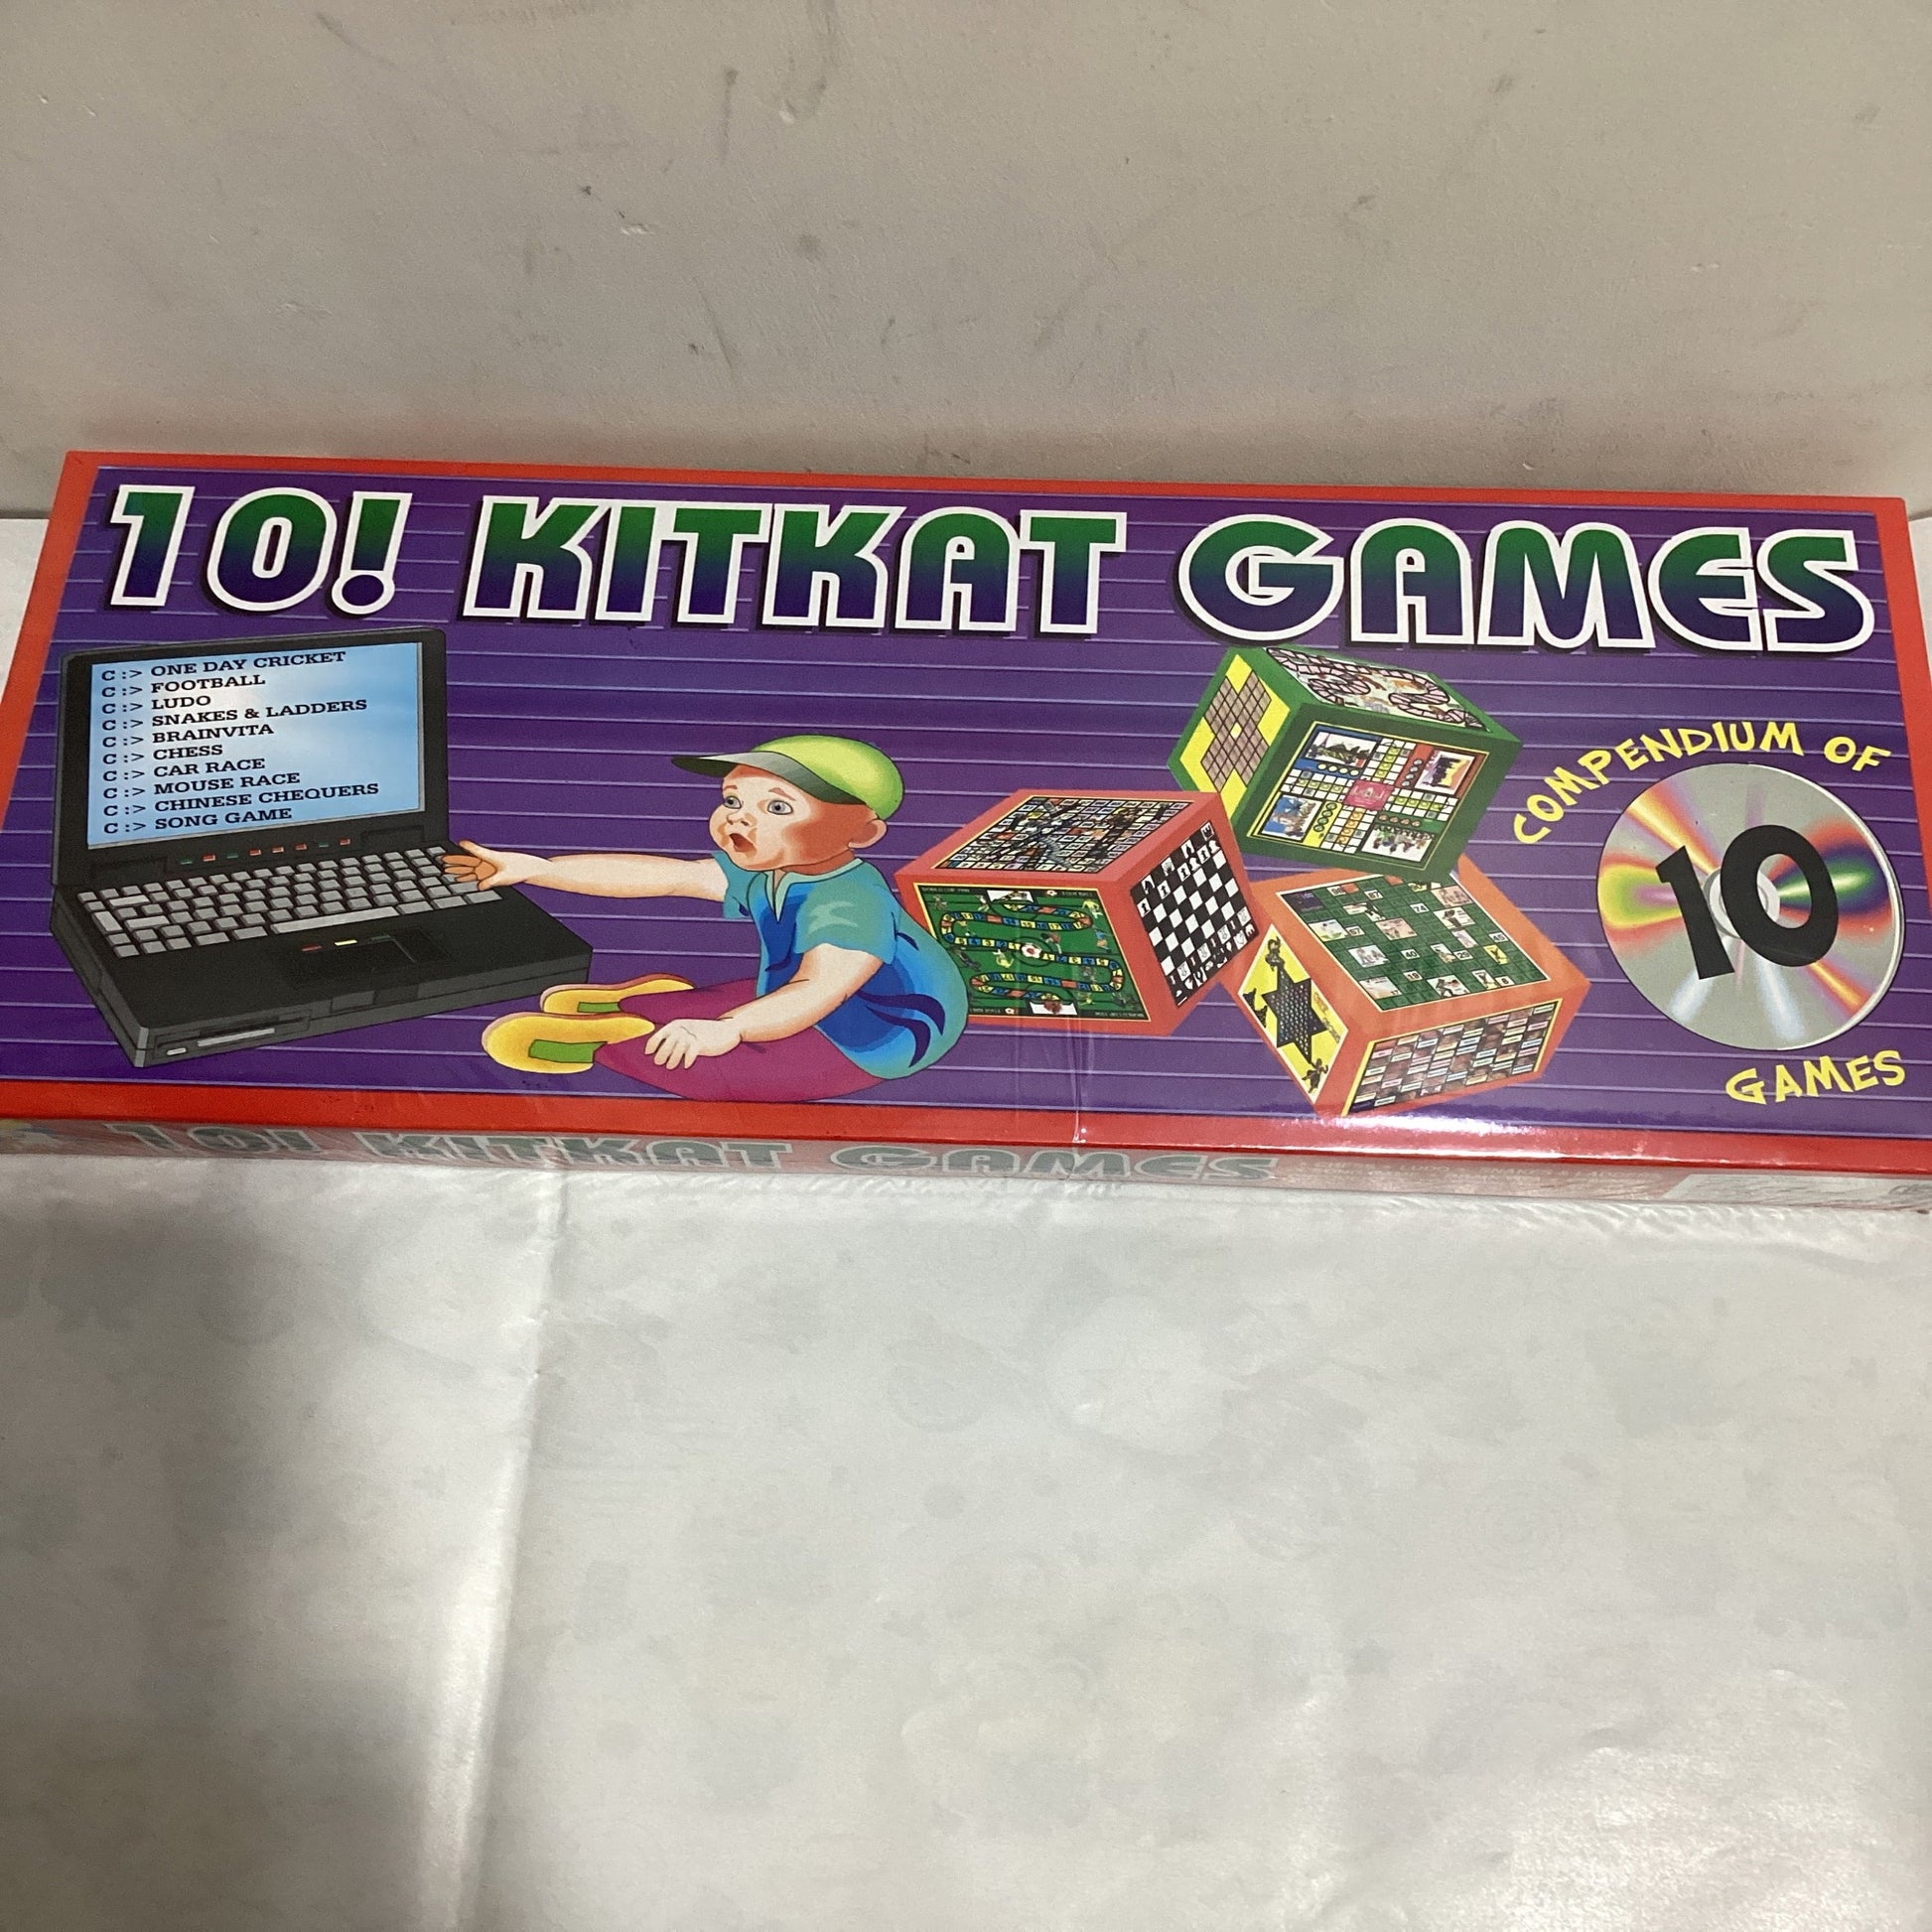 10! KITKAT GAMES
C:> ONE DAY CRICKET
C:> FOOTBALL
C:> LUDO
C:> SNAKES & LADDERS
C:> BRAINVITA
C:> CHESS
C:> CAR RACE
C:> MOUSE RACE
C:> CHINESE CHEQUERS
C:> SONG GAME
COMPENDIUM OF
10
GAMES
10! KITKAT GAMES